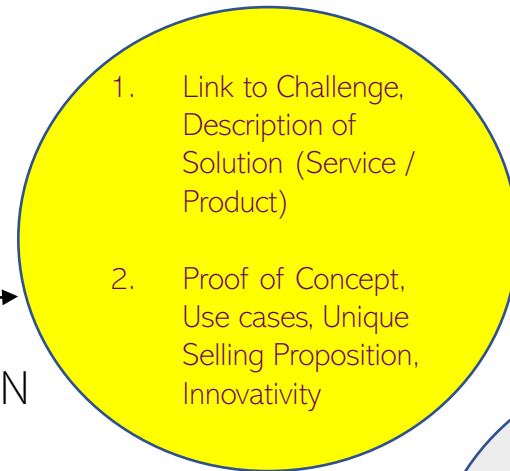 1. Link to Challenge,
Description of
Solution (Service /
Product)
2. Proof of Concept,
Use cases, Unique
Selling Proposition,
Innovativity
N